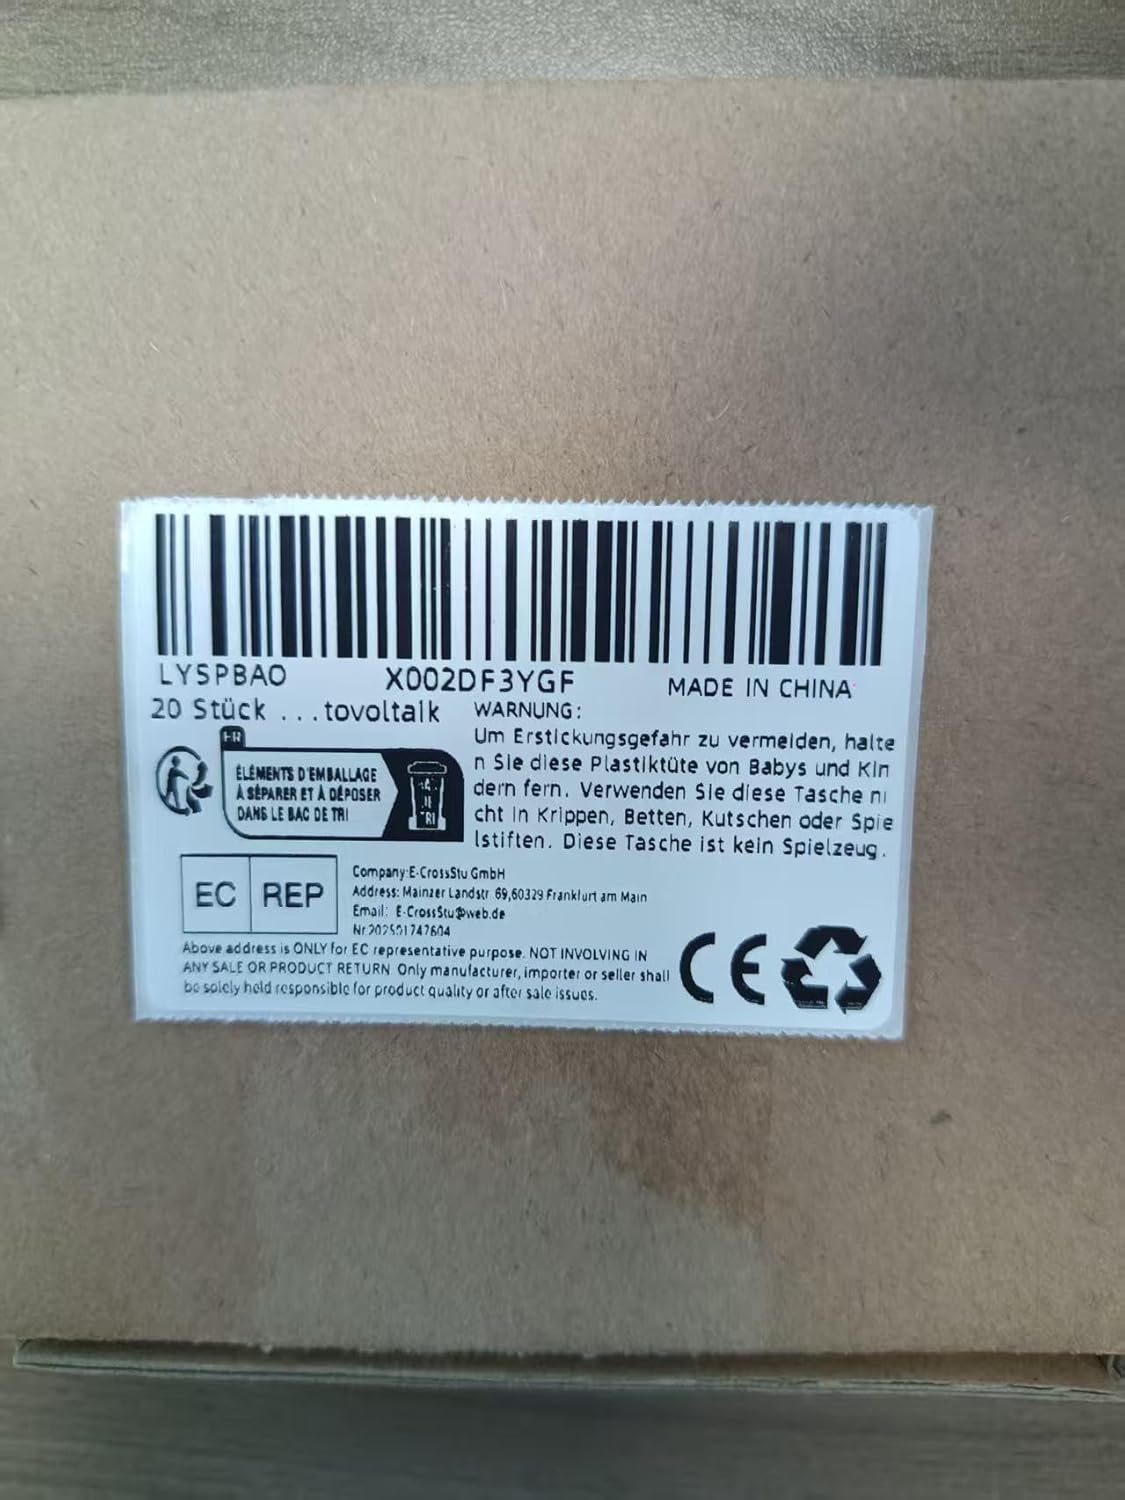 LYSPBAO X002DF3YGF MADE IN CHINA
20 Stück ...tovoltaik
FR
ÉLÉMENTS D'EMBALLAGE
À SÉPARER ET À DÉPOSER
DANS LE BAC DE TRI
WARNUNG:
Um Erstickungsgefahr zu vermeiden, halte
n Sie diese Plastiktüte von Babys und Kin
dern fern. Verwenden Sie diese Tasche ni
cht in Krippen, Betten, Kutschen oder Spie
lstiften. Diese Tasche ist kein Spielzeug.
EC REP
Company:E-CrossStu GmbH
Address: Mainzer Landstr 69,60329 Frankfurt am Main
Email: E-CrossStu@web.de
Nr 202501747604
Above address is ONLY for EC representative purpose. NOT INVOLVING IN
ANY SALE OR PRODUCT RETURN Only manufacturer, importer or seller shall
be solely held responsible for product quality or after sale issues.
CE